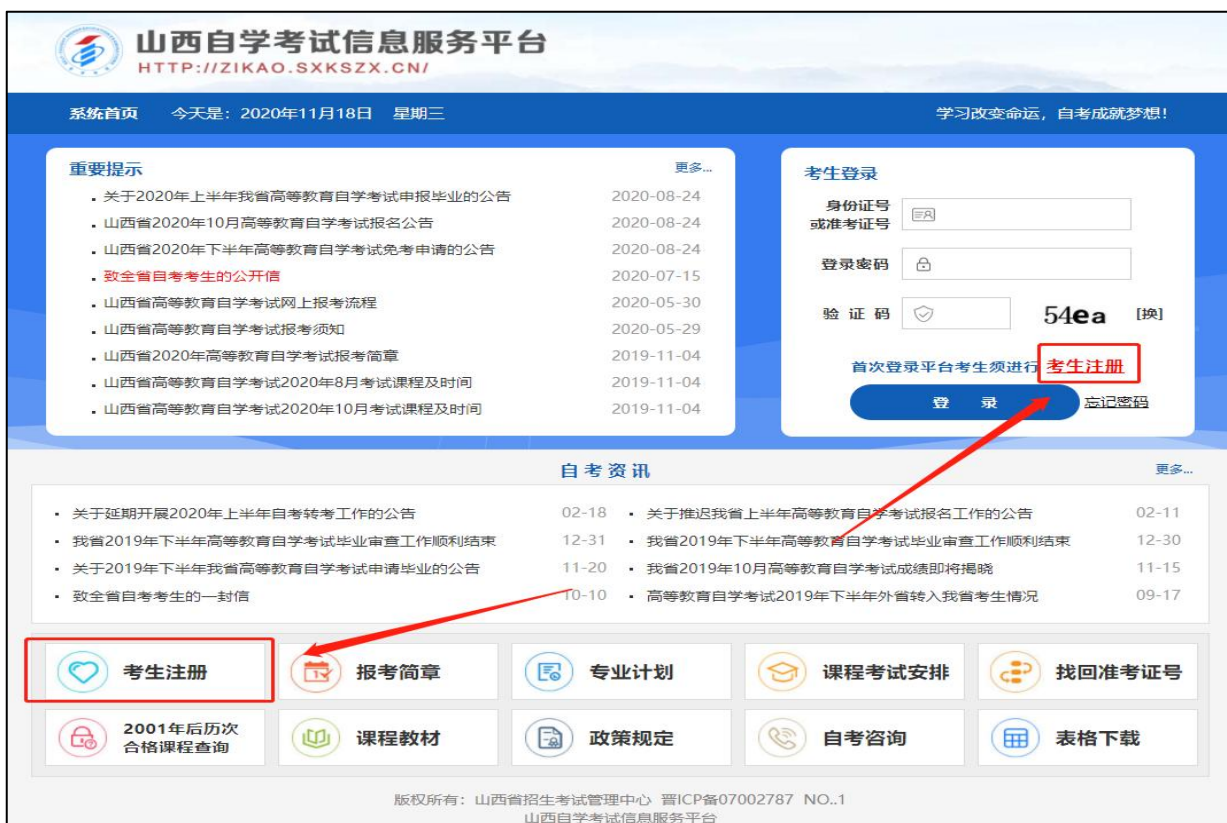 山西自学考试信息服务平台
HTTP://ZIKAO.SXKSZX.CN/
系统首页 今天是：2020年11月18日 星期三 学习改变命运，自考成就梦想！
重要提示 更多...
关于2020年上半年我省高等教育自学考试申报毕业的公告 2020-08-24
山西省2020年10月高等教育自学考试报名公告 2020-08-24
山西省2020年下半年高等教育自学考试免考申请的公告 2020-08-24
致全省自考考生的公开信 2020-07-15
山西省高等教育自学考试网上报考流程 2020-05-30
山西省高等教育自学考试报考须知 2020-05-29
山西省2020年高等教育自学考试报考简章 2019-11-04
山西省高等教育自学考试2020年8月考试课程及时间 2019-11-04
山西省高等教育自学考试2020年10月考试课程及时间 2019-11-04
考生登录
身份证号
或准考证号
登录密码
验 证 码 54ea [换]
首次登录平台考生须进行 考生注册
登 录 忘记密码
自 考 资 讯 更多...
关于延期开展2020年上半年自考转考工作的公告 02-18
关于推迟我省上半年高等教育自学考试报名工作的公告 02-11
我省2019年下半年高等教育自学考试毕业审查工作顺利结束 12-31
我省2019年下半年高等教育自学考试毕业审查工作顺利结束 12-30
关于2019年下半年我省高等教育自学考试申请毕业的公告 11-20
我省2019年10月高等教育自学考试成绩即将揭晓 11-15
致全省自考考生的一封信 10-10
高等教育自学考试2019年下半年外省转入我省考生情况 09-17
考生注册 报考简章 专业计划 课程考试安排 找回准考证号
2001年后历次
合格课程查询 课程教材 政策规定 自考咨询 表格下载
版权所有：山西省招生考试管理中心 晋ICP备07002787 NO..1
山西自学考试信息服务平台